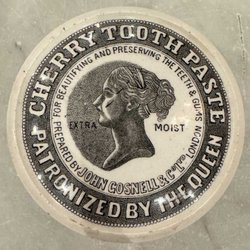 CHERRY TOOTH PASTE
FOR BEAUTIFYING AND PRESERVING THE TEETH & GUMS
EXTRA MOIST
PREPARED BY JOHN GOSNELL & Co LTD LONDON
PATRONIZED BY THE QUEEN